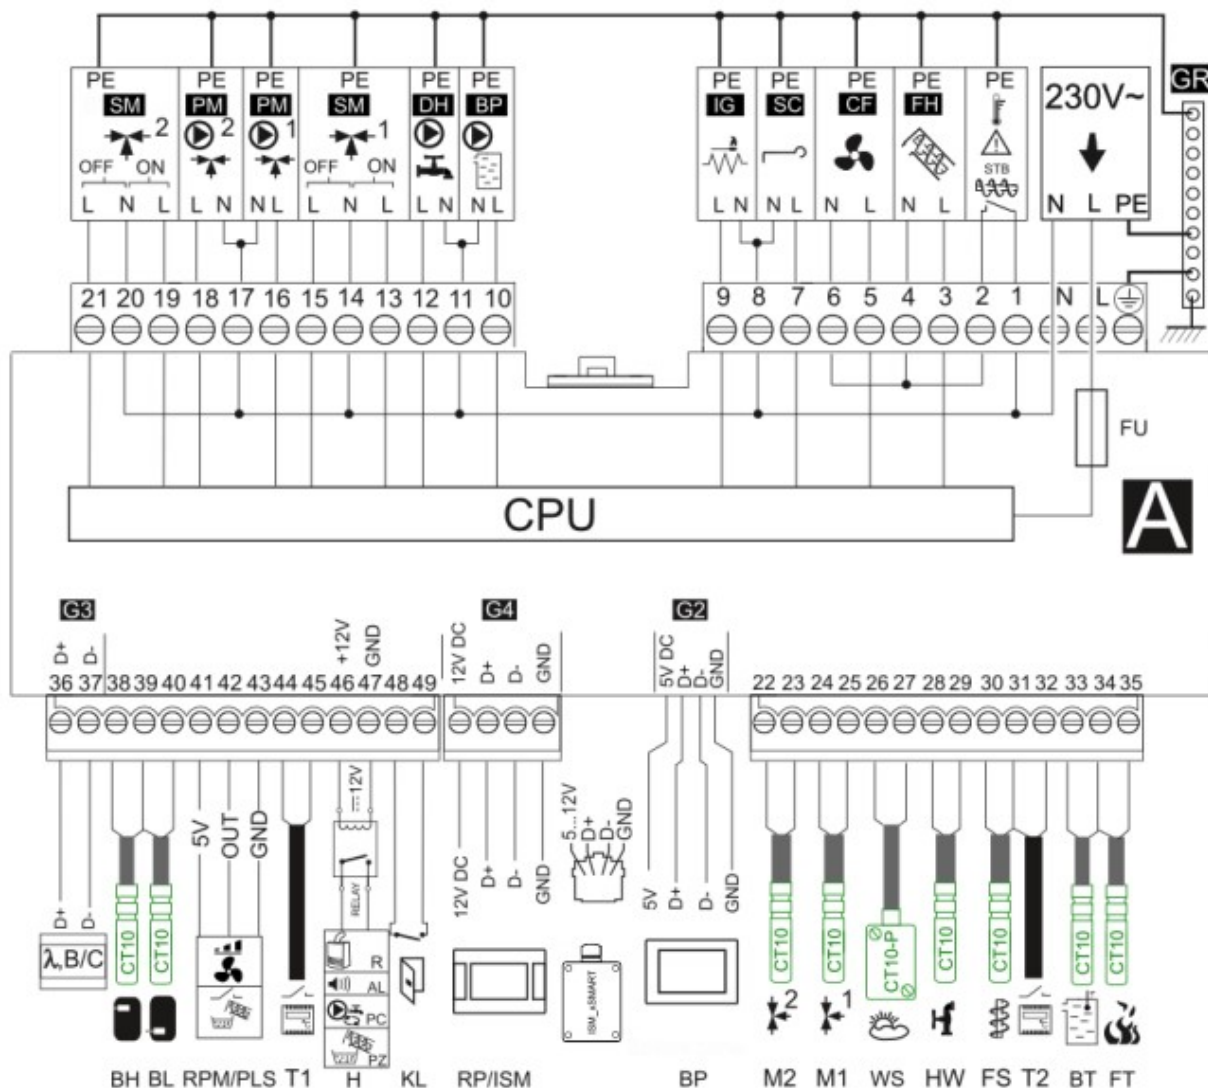 PE PE PE PE PE PE PE PE PE PE PE GR
SM PM PM SM DH BP IG SC CF FH 230V~
2 2 1 1
STB
OFF ON OFF ON
L N L L N N L L N L L N N L L N N L N L N L N L PE
21 20 19 18 17 16 15 14 13 12 11 10 9 8 7 6 5 4 3 2 1 N L
FU
CPU
A
G3 G4 G2
D+ D- +12V GND 12V DC D+ D- GND 5V DC D+ D- GND
36 37 38 39 40 41 42 43 44 45 46 47 48 49 22 23 24 25 26 27 28 29 30 31 32 33 34 35
5V OUT GND 12V 5...12V D+ D- GND
D+ D- RELAY 12V DC D+ D- GND 5V D+ D- GND
λ,B/C CT10 CT10 CT10 CT10 CT10-P CT10 CT10 CT10 CT10
R
AL
PC
PZ
ISM_xSMART
2 1
BH BL RPM/PLS T1 H KL RP/ISM BP M2 M1 WS HW FS T2 BT FT